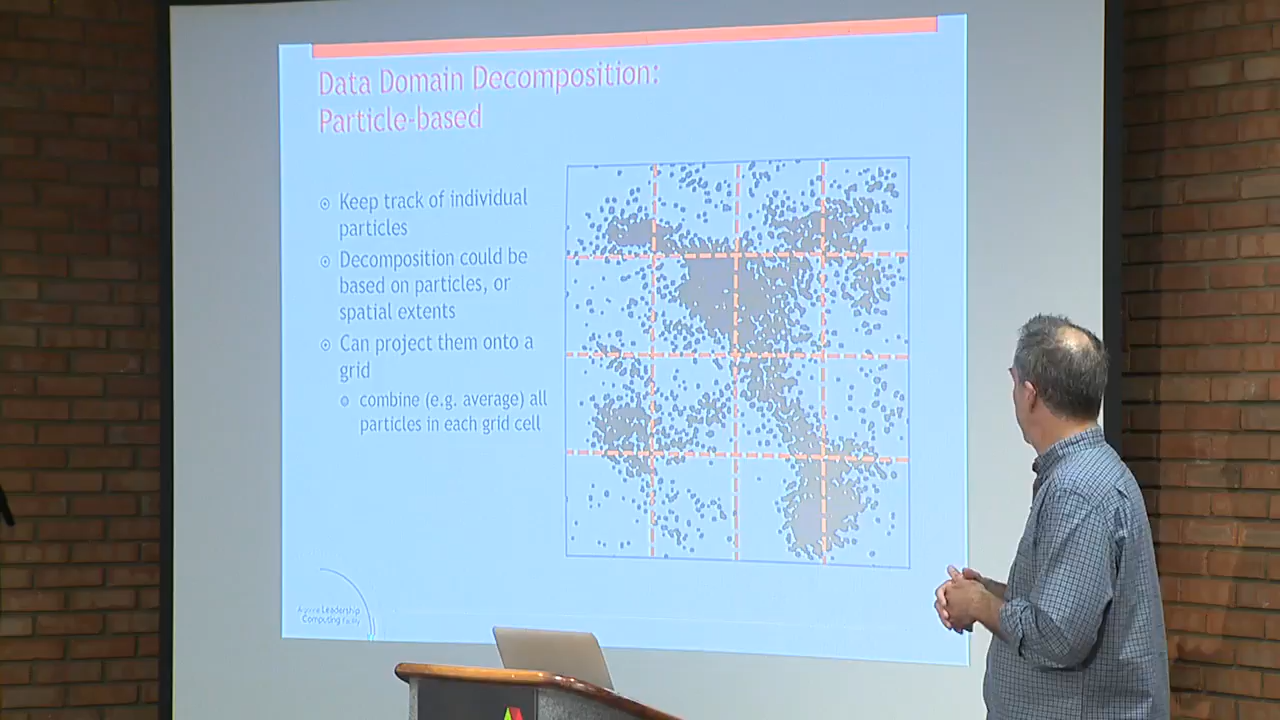 Data Domain Decomposition:
Particle-based
Keep track of individual
particles
Decomposition could be
based on particles, or
spatial extents
Can project them onto a
grid
combine (e.g. average) all
particles in each grid cell
Argonne Leadership
Computing Facility